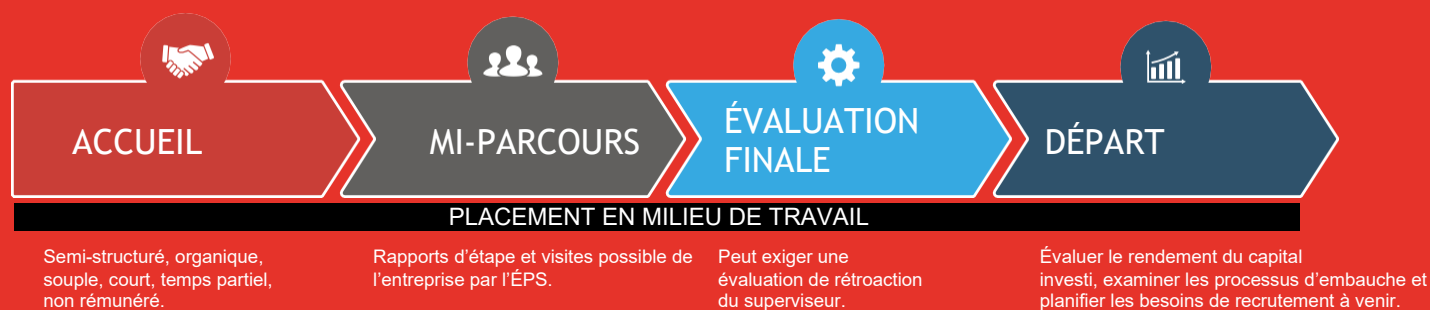 ACCUEIL
MI-PARCOURS
ÉVALUATION
FINALE
DÉPART
PLACEMENT EN MILIEU DE TRAVAIL
Semi-structuré, organique,
souple, court, temps partiel,
non rémunéré.
Rapports d'étape et visites possible de
l'entreprise par l'ÉPS.
Peut exiger une
évaluation de rétroaction
du superviseur.
Évaluer le rendement du capital
investi, examiner les processus d'embauche et
planifier les besoins de recrutement à venir.